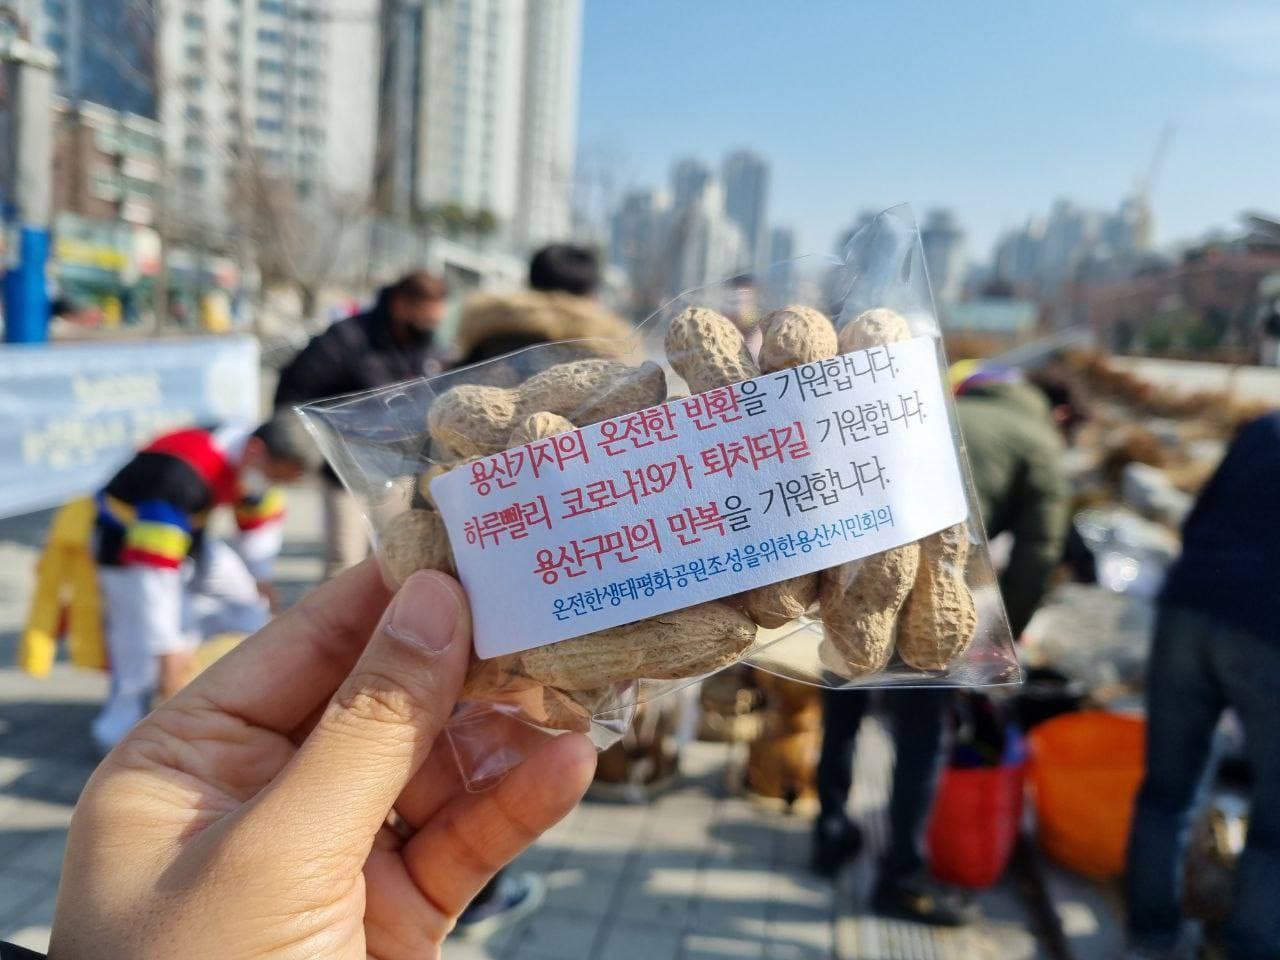 용산기지의 온전한 반환을 기원합니다.
하루빨리 코로나19가 퇴치되길 기원합니다.
용산구민의 만복을 기원합니다.
온전한생태평화공원조성을위한용산시민회의